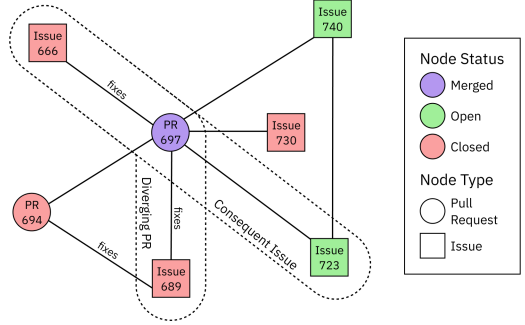 Issue
740
Issue
666
fixes
PR
697
Issue
730
PR
694
Diverging PR
fixes
Consequent Issue
fixes
Issue
689
Issue
723
Node Status
Merged
Open
Closed
Node Type
Pull
Request
Issue